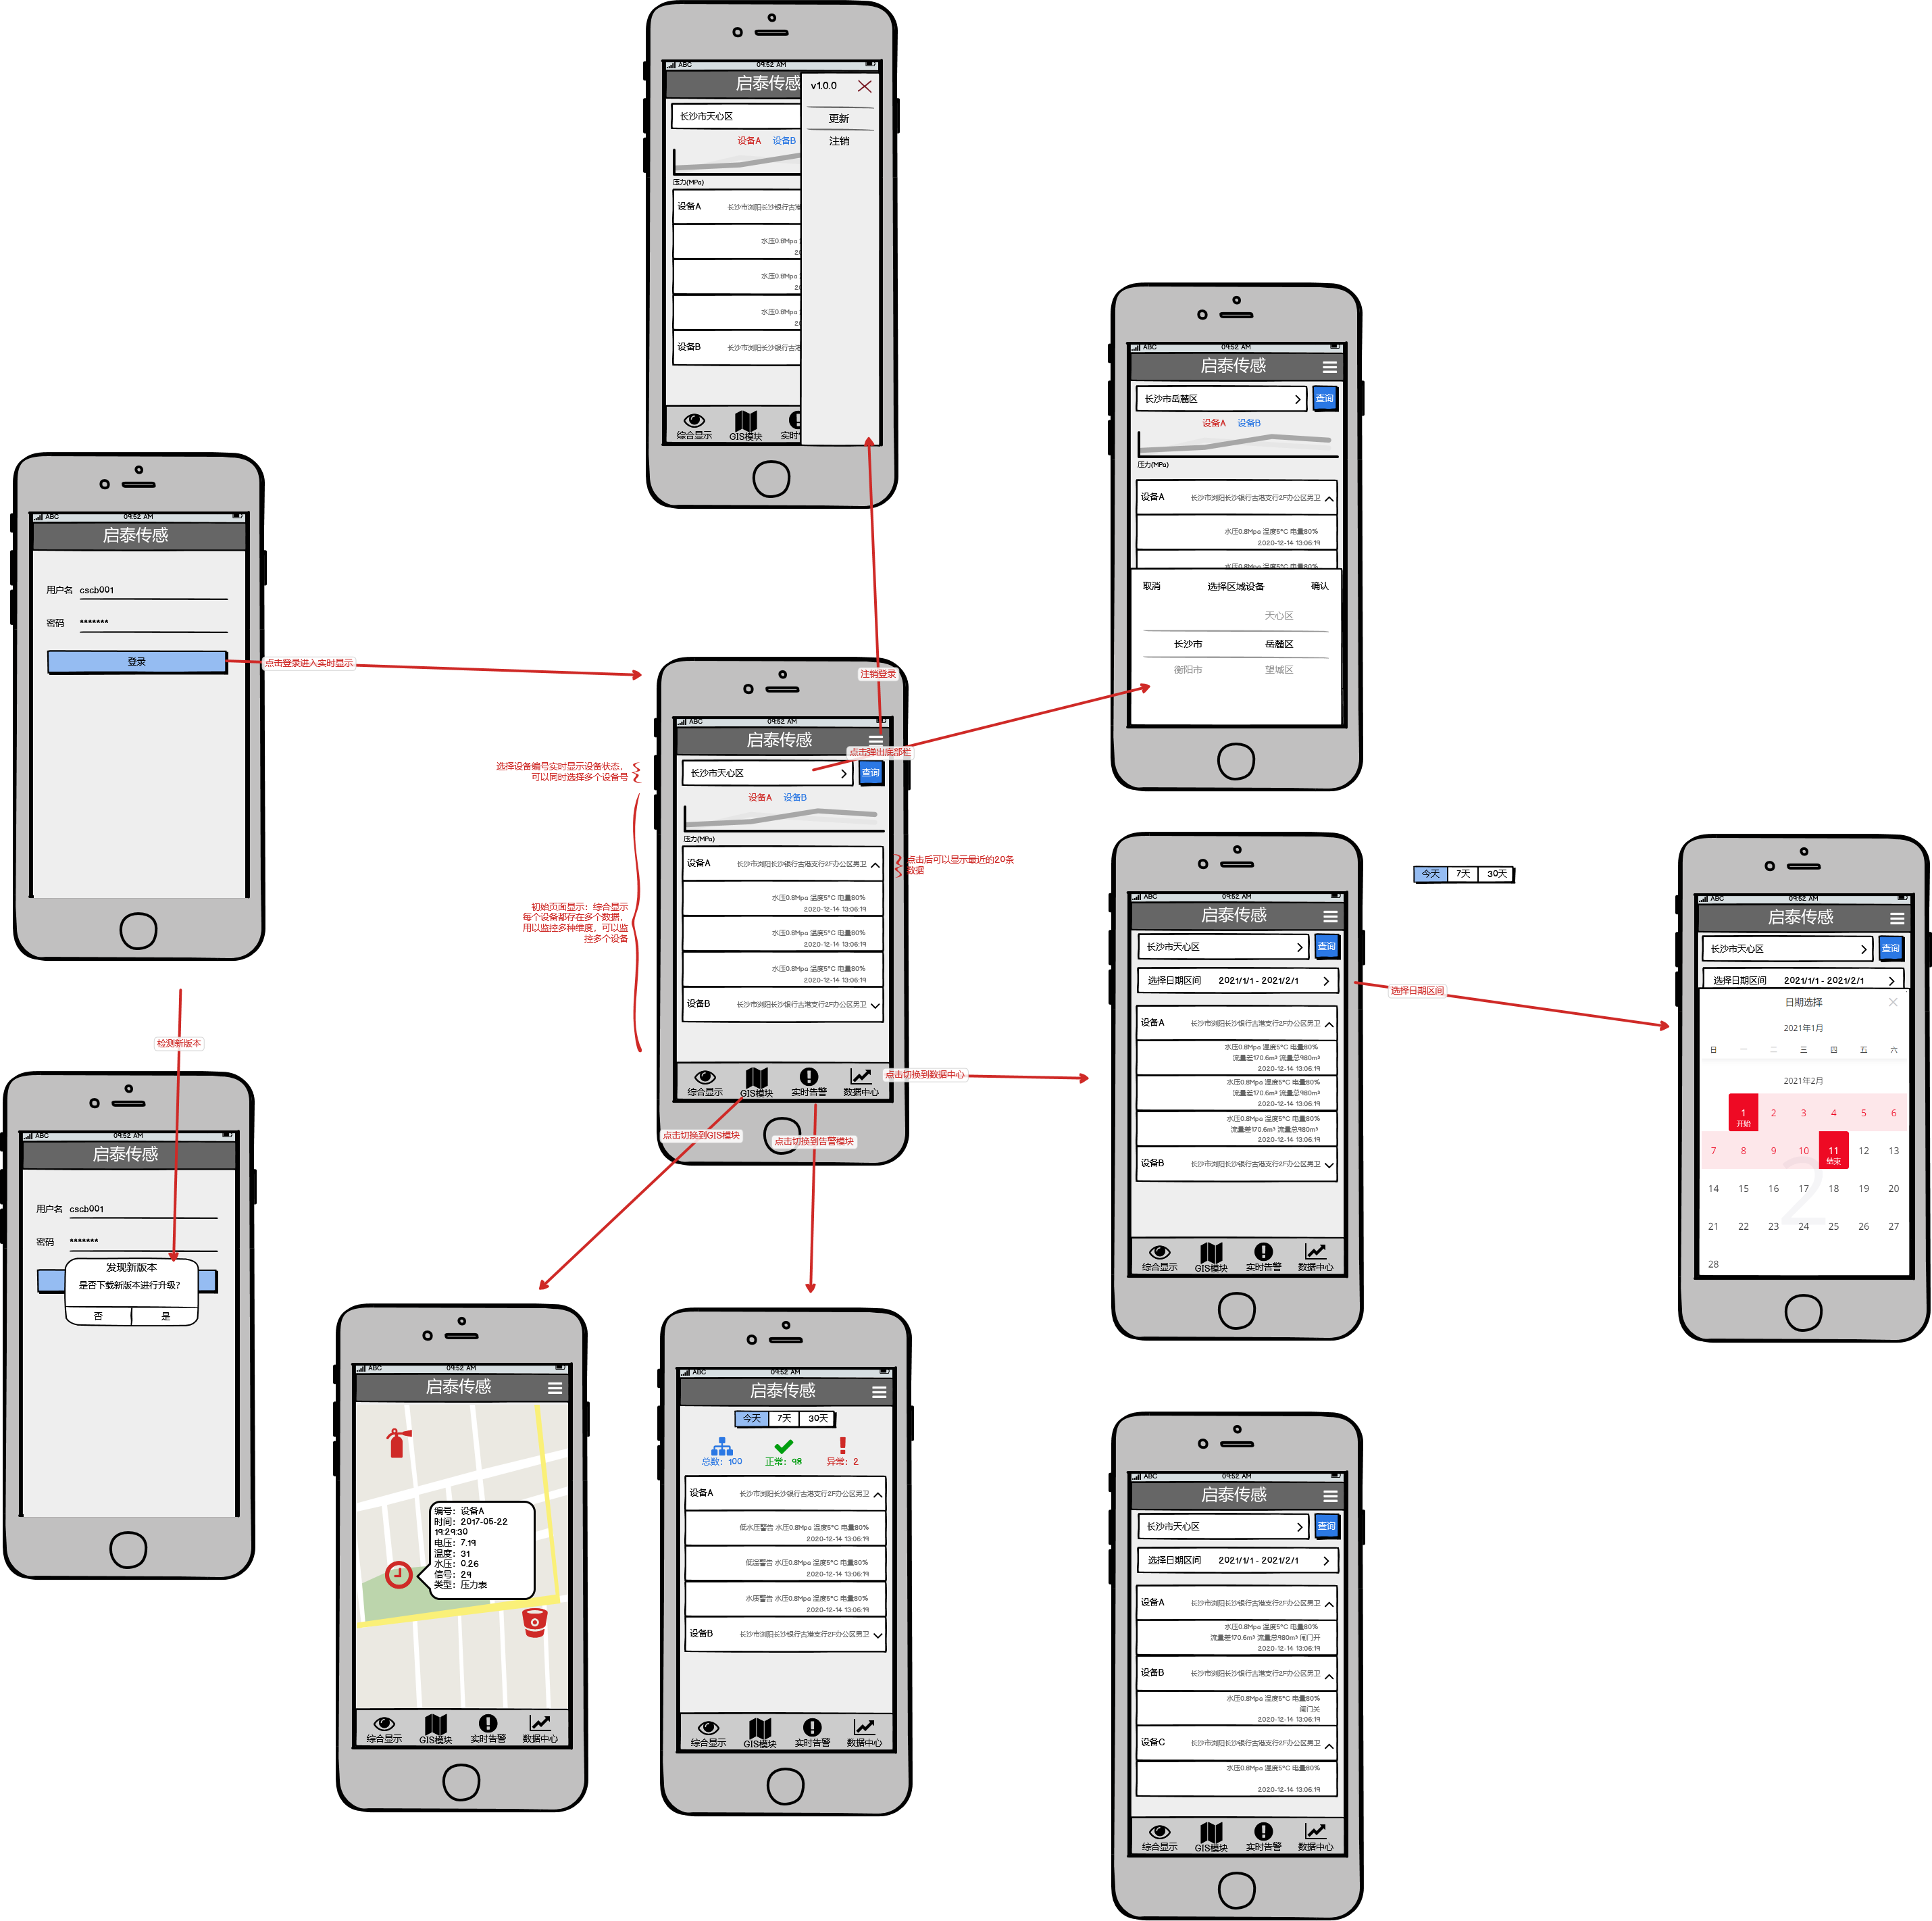 ABC 09:52 AM
启泰传感
v1.0.0
长沙市天心区
更新
注销
设备A 设备B
压力(MPa)
设备A 长沙市浏阳长沙银行古港
水压0.8Mpa
20
水压0.8Mpa
20
水压0.8Mpa
20
设备B 长沙市浏阳长沙银行古港
综合显示 GIS模块 实时
ABC 09:52 AM
启泰传感
长沙市岳麓区 查询
设备A 设备B
压力(MPa)
设备A 长沙市浏阳长沙银行古港支行2F办公区男卫
水压0.8Mpa 温度5°C 电量80%
2020-12-14 13:06:19
水压0.8Mpa 温度5°C 电量80%
取消 选择区域设备 确认
天心区
长沙市 岳麓区
衡阳市 望城区
ABC 09:52 AM
启泰传感
用户名 cscb001
密码 *******
登录
点击登录进入实时显示
注销登录
点击弹出底部栏
ABC 09:52 AM
启泰传感
选择设备编号实时显示设备状态，
可以同时选择多个设备号
长沙市天心区 查询
设备A 设备B
压力(MPa)
设备A 长沙市浏阳长沙银行古港支行2F办公区男卫
点击后可以显示最近的20条
数据
水压0.8Mpa 温度5°C 电量80%
2020-12-14 13:06:19
水压0.8Mpa 温度5°C 电量80%
2020-12-14 13:06:19
水压0.8Mpa 温度5°C 电量80%
2020-12-14 13:06:19
设备B 长沙市浏阳长沙银行古港支行2F办公区男卫
初始页面显示：综合显示
每个设备都存在多个数据，
用以监控多种维度，可以监
控多个设备
综合显示 GIS模块 实时告警 数据中心
点击切换到数据中心
点击切换到GIS模块
点击切换到告警模块
ABC 09:52 AM
启泰传感
长沙市天心区 查询
选择日期区间 2021/1/1 - 2021/2/1
设备A 长沙市浏阳长沙银行古港支行2F办公区男卫
水压0.8Mpa 温度5°C 电量80%
流量差170.6m³ 流量总980m³
2020-12-14 13:06:19
水压0.8Mpa 温度5°C 电量80%
流量差170.6m³ 流量总980m³
2020-12-14 13:06:19
水压0.8Mpa 温度5°C 电量80%
流量差170.6m³ 流量总980m³
2020-12-14 13:06:19
设备B 长沙市浏阳长沙银行古港支行2F办公区男卫
综合显示 GIS模块 实时告警 数据中心
今天 7天 30天
选择日期区间
ABC 09:52 AM
启泰传感
长沙市天心区 查询
选择日期区间 2021/1/1 - 2021/2/1
日期选择
2021年1月
日 一 二 三 四 五 六
2021年2月
1 2 3 4 5 6
开始
7 8 9 10 11 12 13
结束
14 15 16 17 18 19 20
21 22 23 24 25 26 27
28
2
检测新版本
ABC 09:52 AM
启泰传感
用户名 cscb001
密码 *******
发现新版本
是否下载新版本进行升级?
否 是
ABC 09:52 AM
启泰传感
编号：设备A
时间：2017-05-22
19:29:30
电压：7.19
温度：31
水压：0.26
信号：29
类型：压力表
综合显示 GIS模块 实时告警 数据中心
ABC 09:52 AM
启泰传感
今天 7天 30天
总数：100 正常：98 异常：2
设备A 长沙市浏阳长沙银行古港支行2F办公区男卫
低水压警告 水压0.8Mpa 温度5°C 电量80%
2020-12-14 13:06:19
低温警告 水压0.8Mpa 温度5°C 电量80%
2020-12-14 13:06:19
水质警告 水压0.8Mpa 温度5°C 电量80%
2020-12-14 13:06:19
设备B 长沙市浏阳长沙银行古港支行2F办公区男卫
综合显示 GIS模块 实时告警 数据中心
ABC 09:52 AM
启泰传感
长沙市天心区 查询
选择日期区间 2021/1/1 - 2021/2/1
设备A 长沙市浏阳长沙银行古港支行2F办公区男卫
水压0.8Mpa 温度5°C 电量80%
流量差170.6m³ 流量总980m³ 阀门开
2020-12-14 13:06:19
设备B 长沙市浏阳长沙银行古港支行2F办公区男卫
水压0.8Mpa 温度5°C 电量80%
阀门关
2020-12-14 13:06:19
设备C 长沙市浏阳长沙银行古港支行2F办公区男卫
水压0.8Mpa 温度5°C 电量80%
2020-12-14 13:06:19
综合显示 GIS模块 实时告警 数据中心